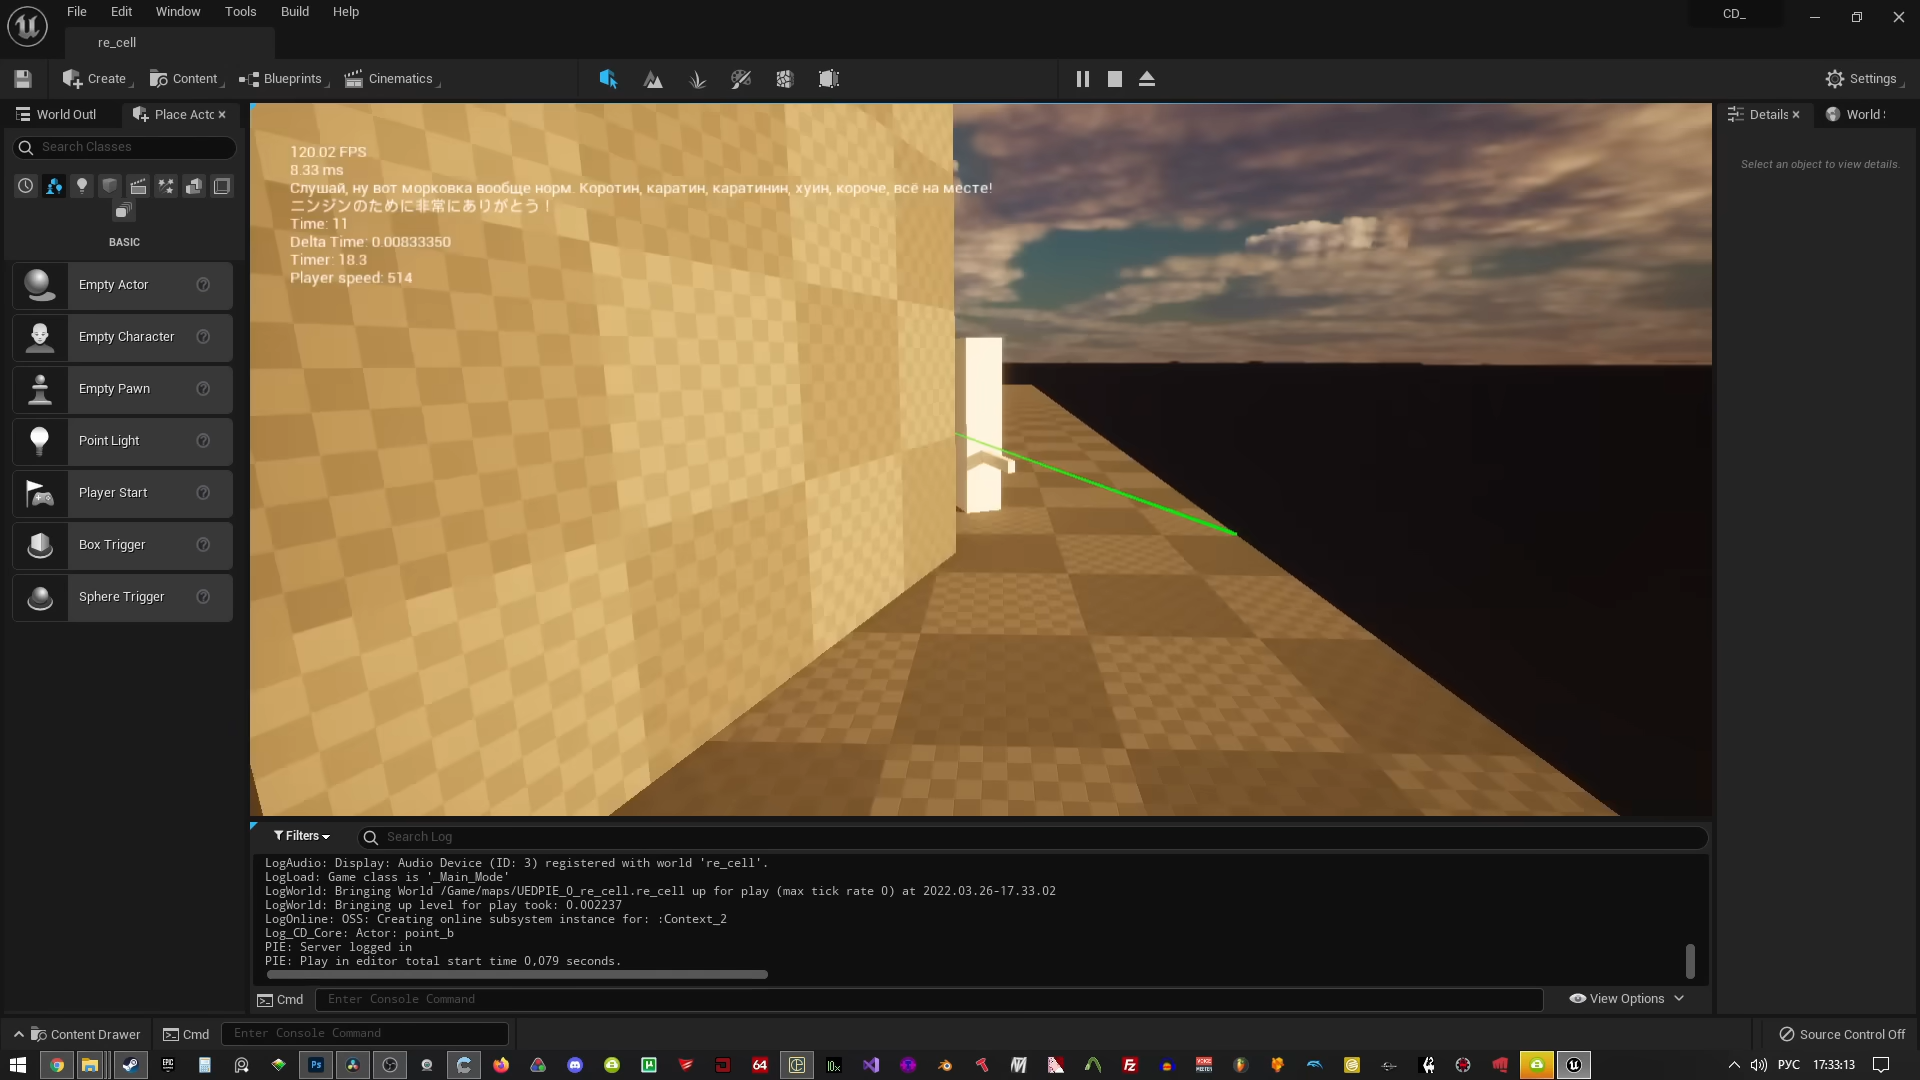 File Edit Window Tools Build Help
CD_
re_cell
Create Content Blueprints Cinematics
Settings
World Outl Place Actc
Details World
Search Classes
Select an object to view details.
BASIC
Empty Actor
Empty Character
Empty Pawn
Point Light
Player Start
Box Trigger
Sphere Trigger
120.02 FPS
8.33 ms
Слушай, ну вот морковка вообще норм. Коротин, каратин, каратинин, хуин, короче, всё на месте!
ニンジンのために非常にありがとう！
Time: 11
Delta Time: 0.00833350
Timer: 18.3
Player speed: 514
Filters Search Log
LogAudio: Display: Audio Device (ID: 3) registered with world 're_cell'.
LogLoad: Game class is '_Main_Mode'
LogWorld: Bringing World /Game/maps/UEDPIE_0_re_cell.re_cell up for play (max tick rate 0) at 2022.03.26-17.33.02
LogWorld: Bringing up level for play took: 0.002237
LogOnline: OSS: Creating online subsystem instance for: :Context_2
Log_CD_Core: Actor: point_b
PIE: Server logged in
PIE: Play in editor total start time 0,079 seconds.
Cmd Enter Console Command View Options
Content Drawer Cmd Enter Console Command Source Control Off
Ps 64 10x Fz РУС 17:33:13